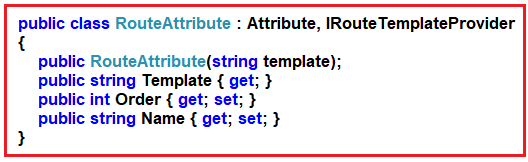 public class RouteAttribute : Attribute, IRouteTemplateProvider
{
    public RouteAttribute(string template);
    public string Template { get; }
    public int Order { get; set; }
    public string Name { get; set; }
}